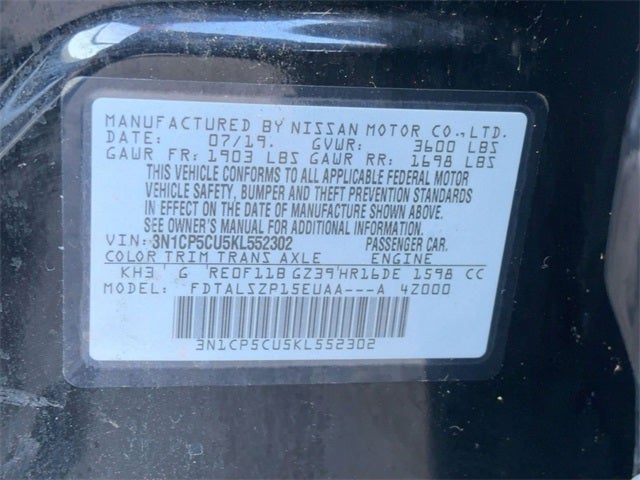 MANUFACTURED BY NISSAN MOTOR CO.,LTD.
DATE: 07/19. GVWR: 3600 LBS
GAWR FR: 1903 LBS GAWR RR: 1698 LBS
THIS VEHICLE CONFORMS TO ALL APPLICABLE FEDERAL MOTOR
VEHICLE SAFETY, BUMPER AND THEFT PREVENTION STANDARDS
IN EFFECT ON THE DATE OF MANUFACTURE SHOWN ABOVE.
SEE OWNER'S MANUAL FOR ADDITIONAL INFORMATION.
VIN: 3N1CP5CU5KL552302 PASSENGER CAR.
COLOR TRIM TRANS AXLE ENGINE
KH3 G RE0F11B GZ39 HR16DE 1598 CC
MODEL: FDTALSZP15EUAA---A 4Z000
3N1CP5CU5KL552302